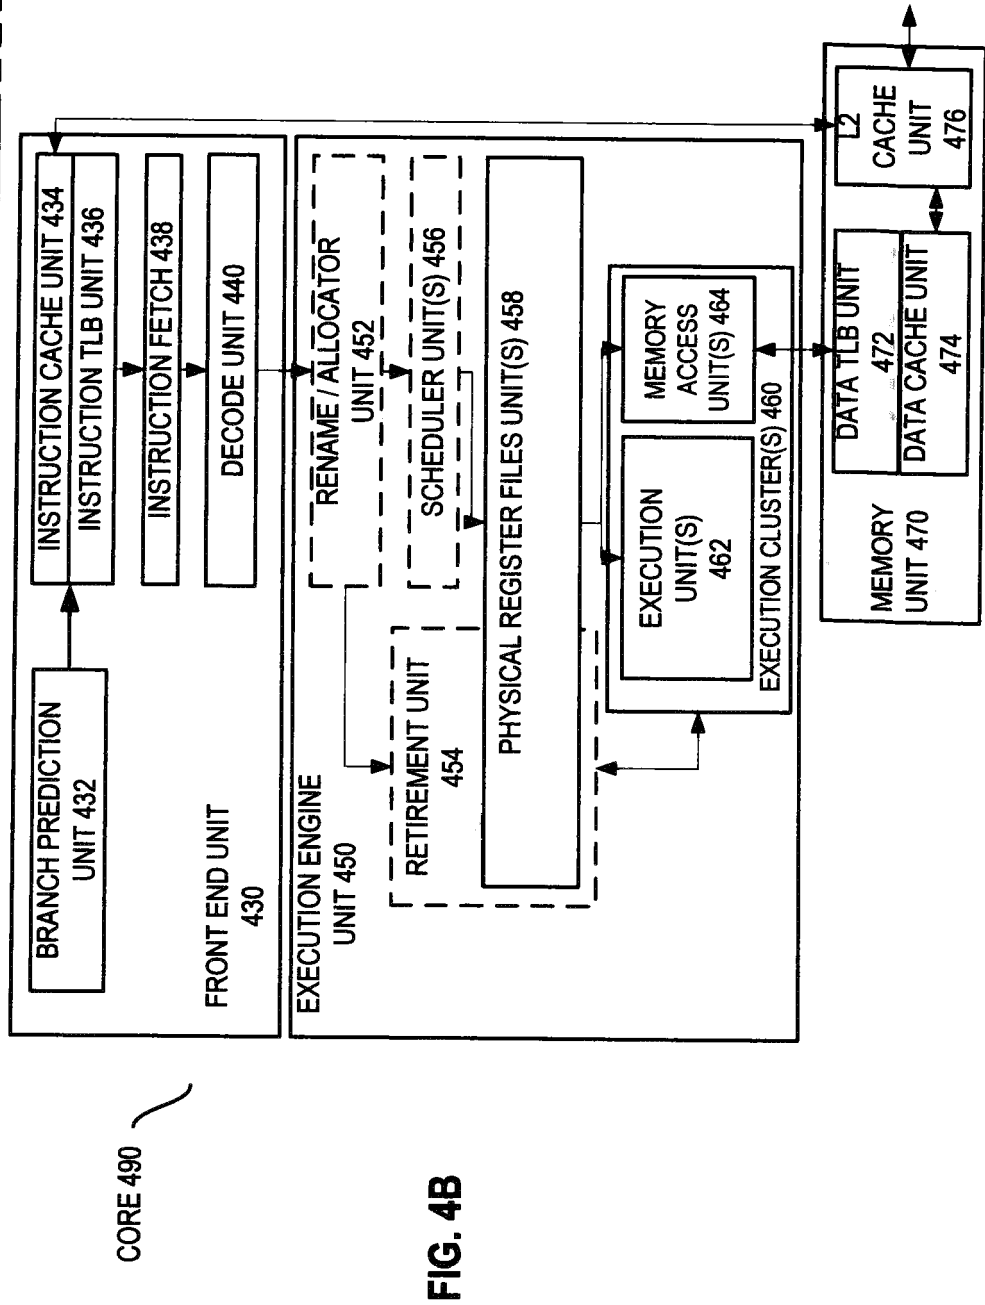 BRANCH PREDICTION
UNIT 432
INSTRUCTION CACHE UNIT 434
INSTRUCTION TLB UNIT 436
INSTRUCTION FETCH 438
DECODE UNIT 440
FRONT END UNIT
430
EXECUTION ENGINE
UNIT 450
RENAME / ALLOCATOR
UNIT 452
SCHEDULER UNIT(S) 456
RETIREMENT UNIT
454
PHYSICAL REGISTER FILES UNIT(S) 458
EXECUTION
UNIT(S)
462
MEMORY
ACCESS
UNIT(S) 464
EXECUTION CLUSTER(S) 460
MEMORY
UNIT 470
DATA TLB UNIT
472
DATA CACHE UNIT
474
L2
CACHE
UNIT
476
CORE 490
FIG. 4B